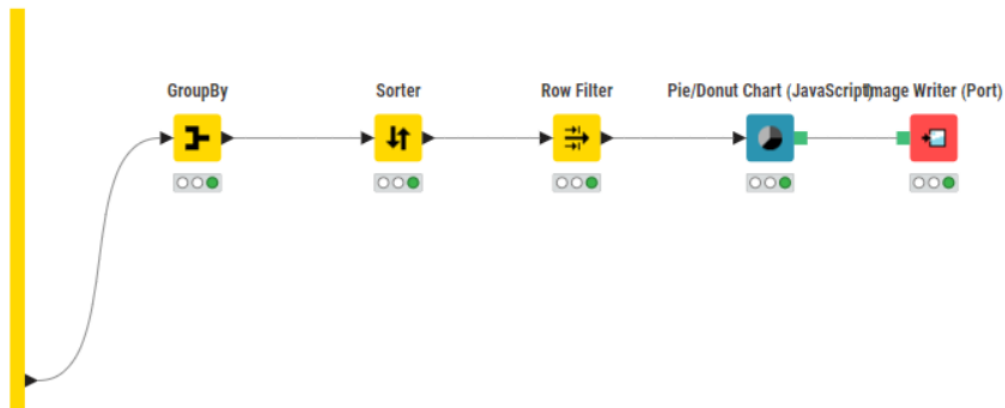 GroupBy
Sorter
Row Filter
Pie/Donut Chart (JavaScript)
Image Writer (Port)